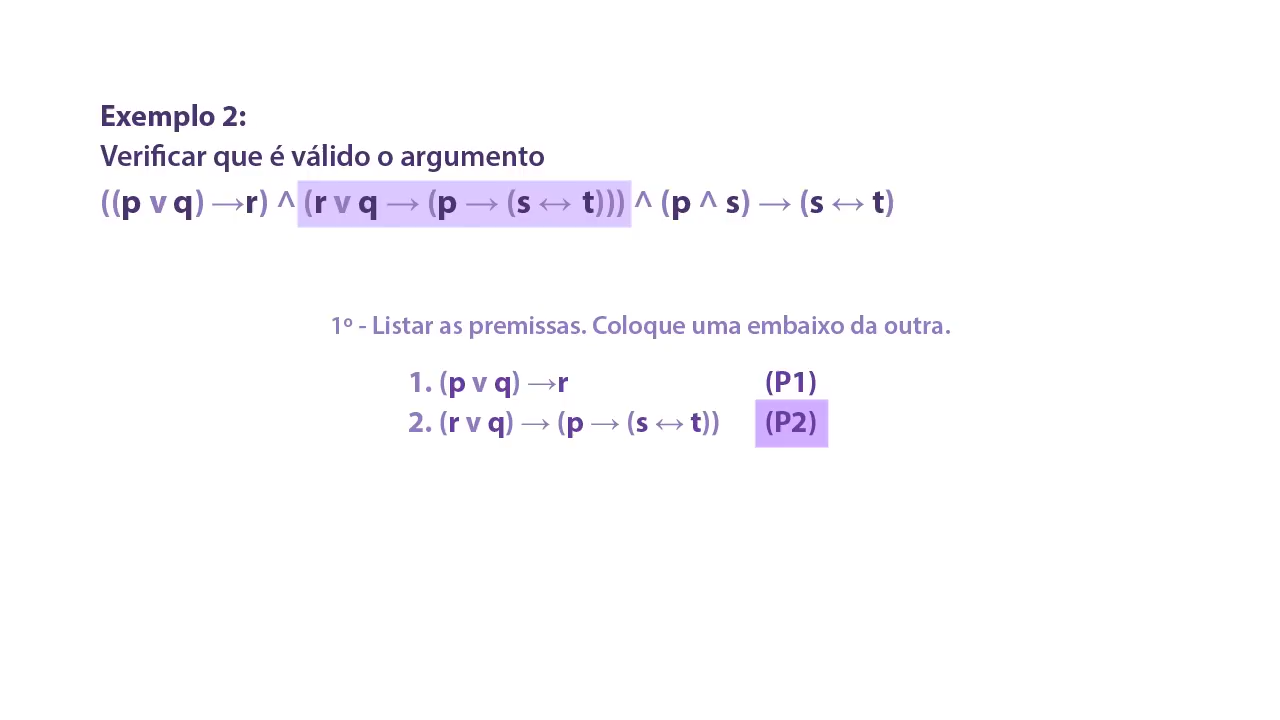 Exemplo 2:
Verificar que é válido o argumento
((p v q) →r) ^ (r v q → (p → (s ↔ t))) ^ (p ^ s) → (s ↔ t)
1º - Listar as premissas. Coloque uma embaixo da outra.
1. (p v q) →r (P1)
2. (r v q) → (p → (s ↔ t)) (P2)